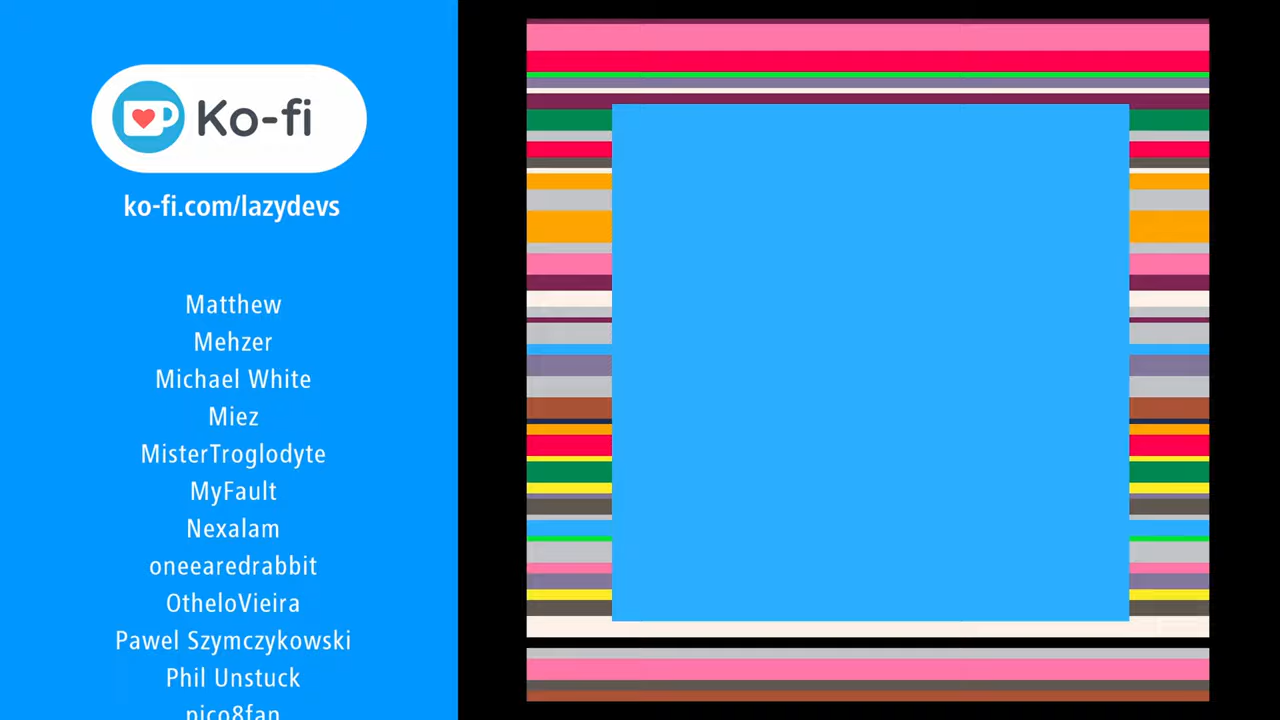 Ko-fi
ko-fi.com/lazydevs
Matthew
Mehzer
Michael White
Miez
MisterTroglodyte
MyFault
Nexalam
oneearedrabbit
OtheloVieira
Pawel Szymczykowski
Phil Unstuck
pico8fan